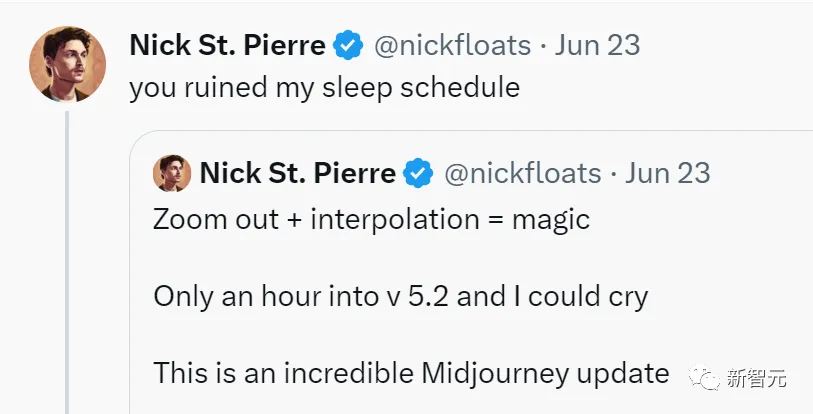 Nick St. Pierre @nickfloats · Jun 23
you ruined my sleep schedule
Nick St. Pierre @nickfloats · Jun 23
Zoom out + interpolation = magic
Only an hour into v 5.2 and I could cry
This is an incredible Midjourney update
新智元